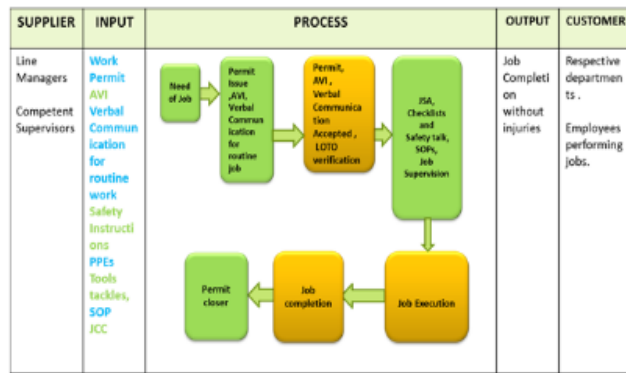 SUPPLIER
INPUT
PROCESS
OUTPUT
CUSTOMER
Line
Managers
Competent
Supervisors
Work
Permit
AVI
Verbal
Commun
ication
for
routine
work
Safety
Instructi
ons
PPEs
Tools
tackles,
SOP
JCC
Need
of Job
Permit
Issue
,AVI,
Verbal
Commun
ication
for
routine
job
Permit,
AVI ,
Verbal
Communica
tion
Accepted ,
LOTO
verification
JSA,
Checklists
and
Safety talk,
SOPs,
Job
Supervision
Permit
closer
Job
completion
Job Execution
Job
Completi
on
without
injuries
Respective
departmen
ts .
Employees
performing
jobs.